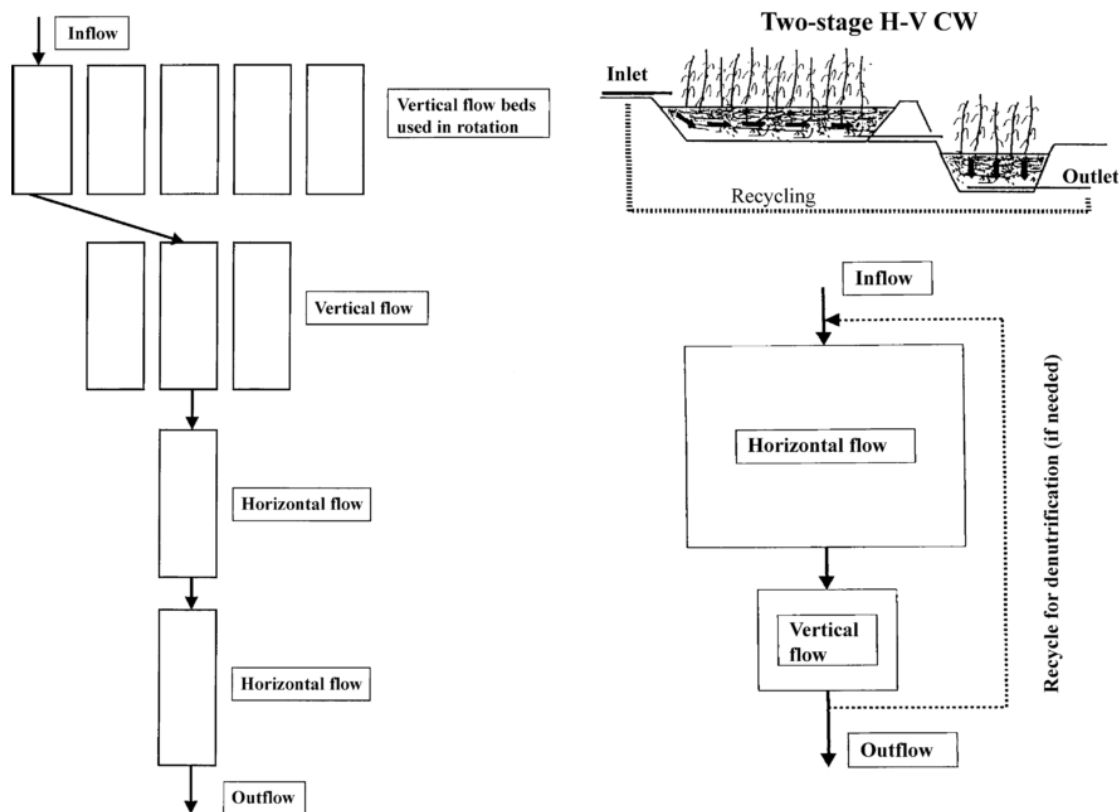 Inflow
Vertical flow beds
used in rotation
Vertical flow
Horizontal flow
Horizontal flow
Outflow
Two-stage H-V CW
Inlet
Outlet
Recycling
Inflow
Horizontal flow
Vertical
flow
Recycle for denutrification (if needed)
Outflow